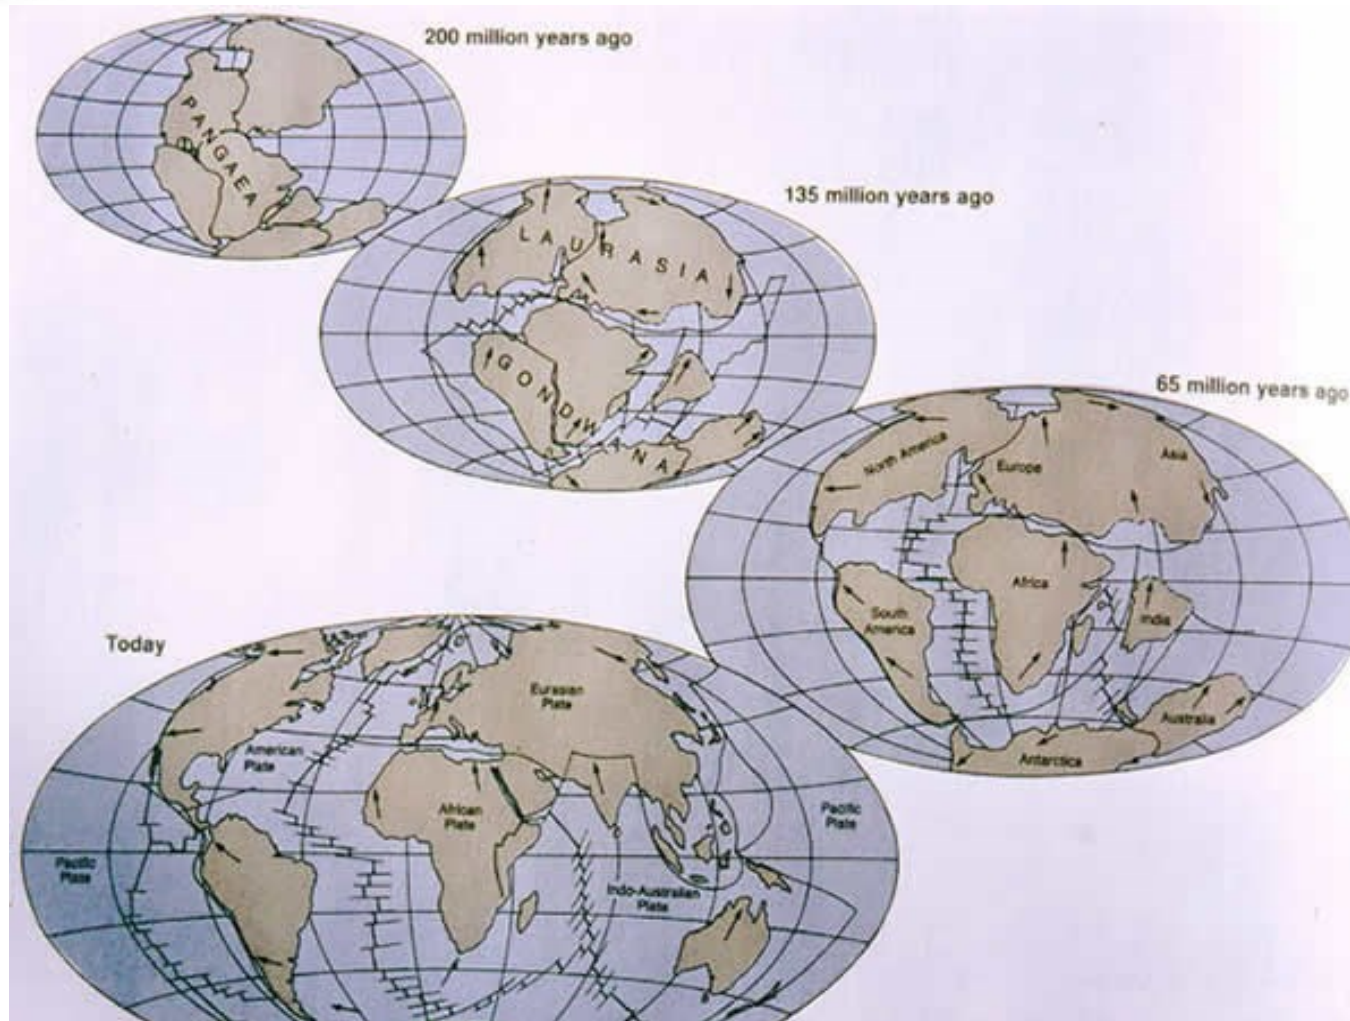 200 million years ago
PANGAEA
135 million years ago
LAURASIA
GONDWANA
65 million years ago
North America
Europe
Asia
Africa
South
America
India
Australia
Antarctica
Today
Eurasian
Plate
American
Plate
African
Plate
Pacific
Plate
Pacific
Plate
Indo-Australian
Plate